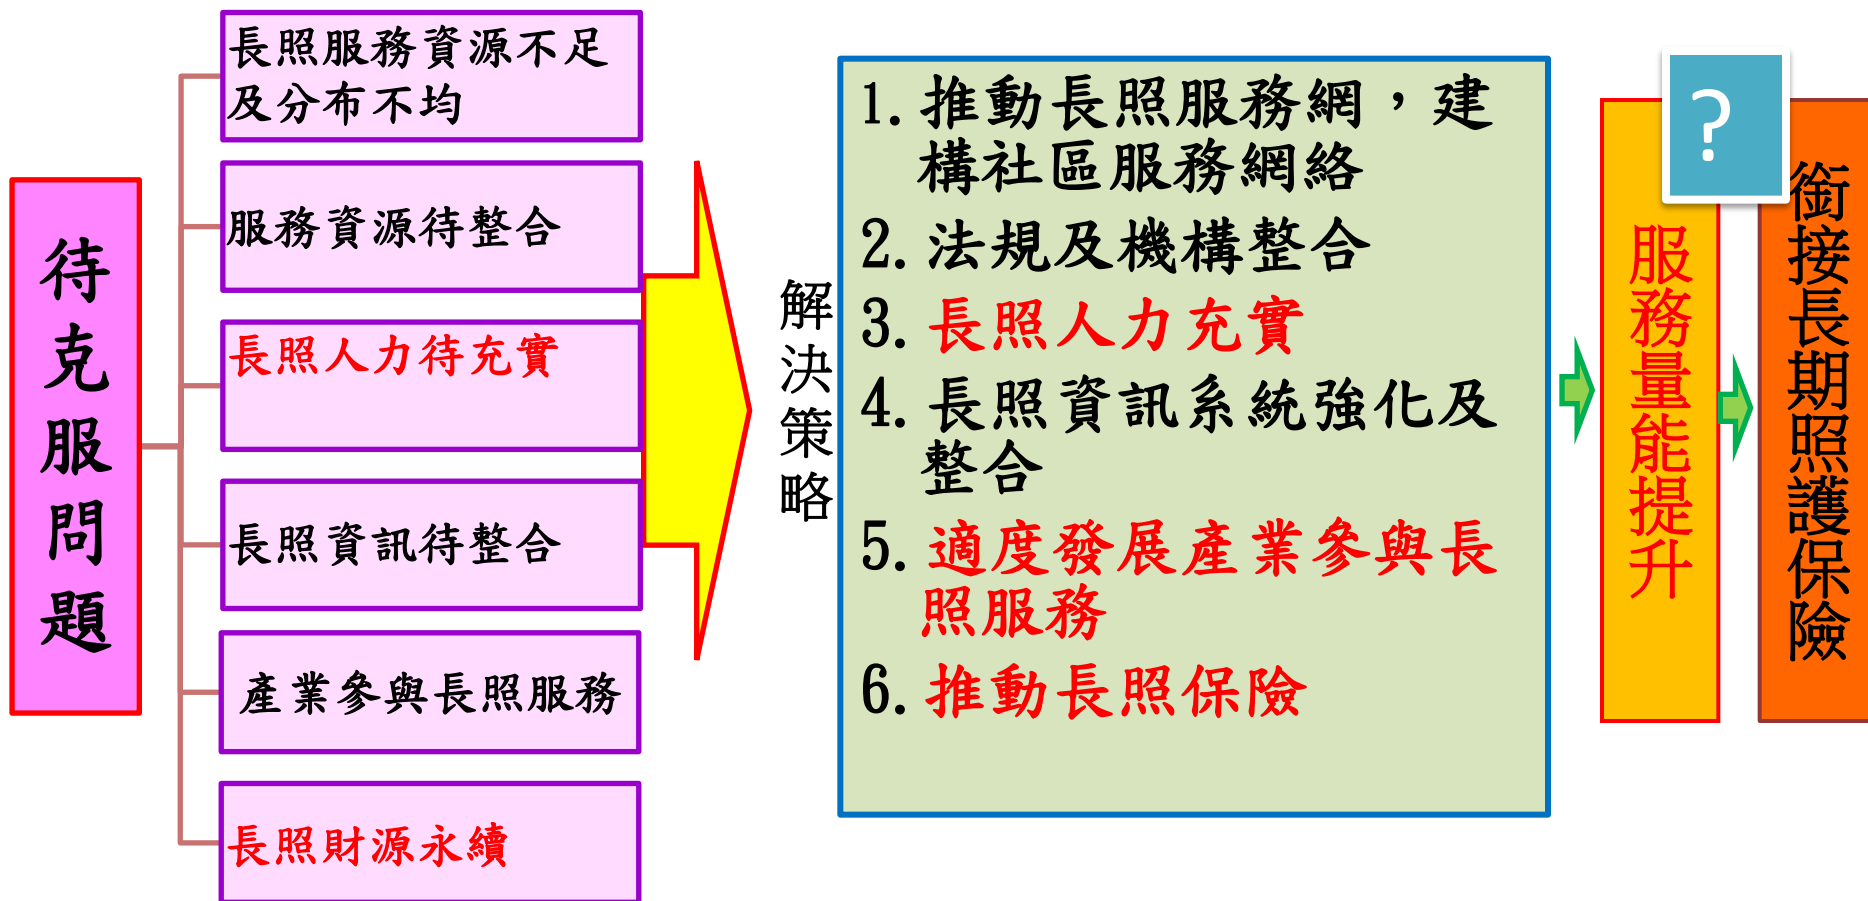 待克服問題
長照服務資源不足
及分布不均
服務資源待整合
長照人力待充實
長照資訊待整合
產業參與長照服務
長照財源永續
解決策略
1.推動長照服務網，建
構社區服務網絡
2.法規及機構整合
3.長照人力充實
4.長照資訊系統強化及
整合
5.適度發展產業參與長
照服務
6.推動長照保險
服務量能提升
?
銜接長期照護保險